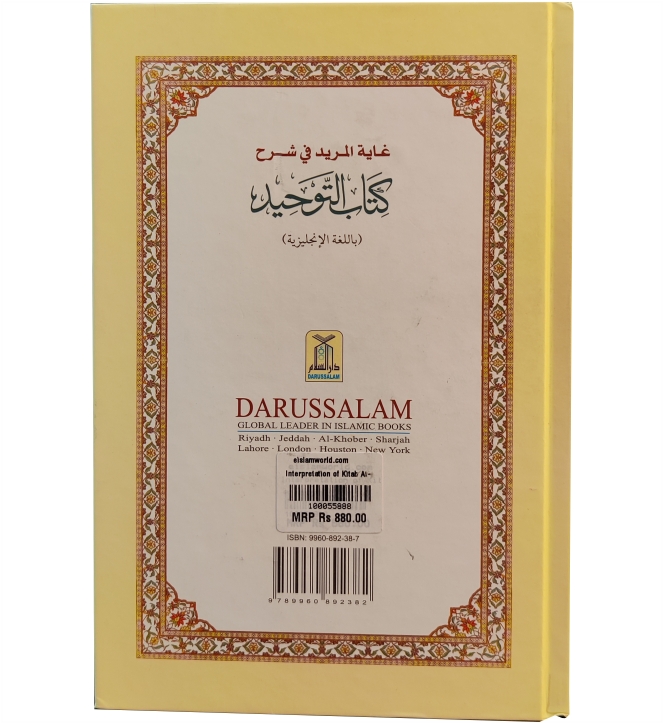 غاية المريد في شرح
كتاب التوحيد
(باللغة الإنجليزية)
دار السلام
DARUSSALAM
DARUSSALAM
GLOBAL LEADER IN ISLAMIC BOOKS
Riyadh · Jeddah · Al-Khober · Sharjah
Lahore · London · Houston · New York
eislamworld.com
Interpretation of Kitab At-
100055888
MRP Rs 880.00
ISBN: 9960-892-38-7
9789960892382